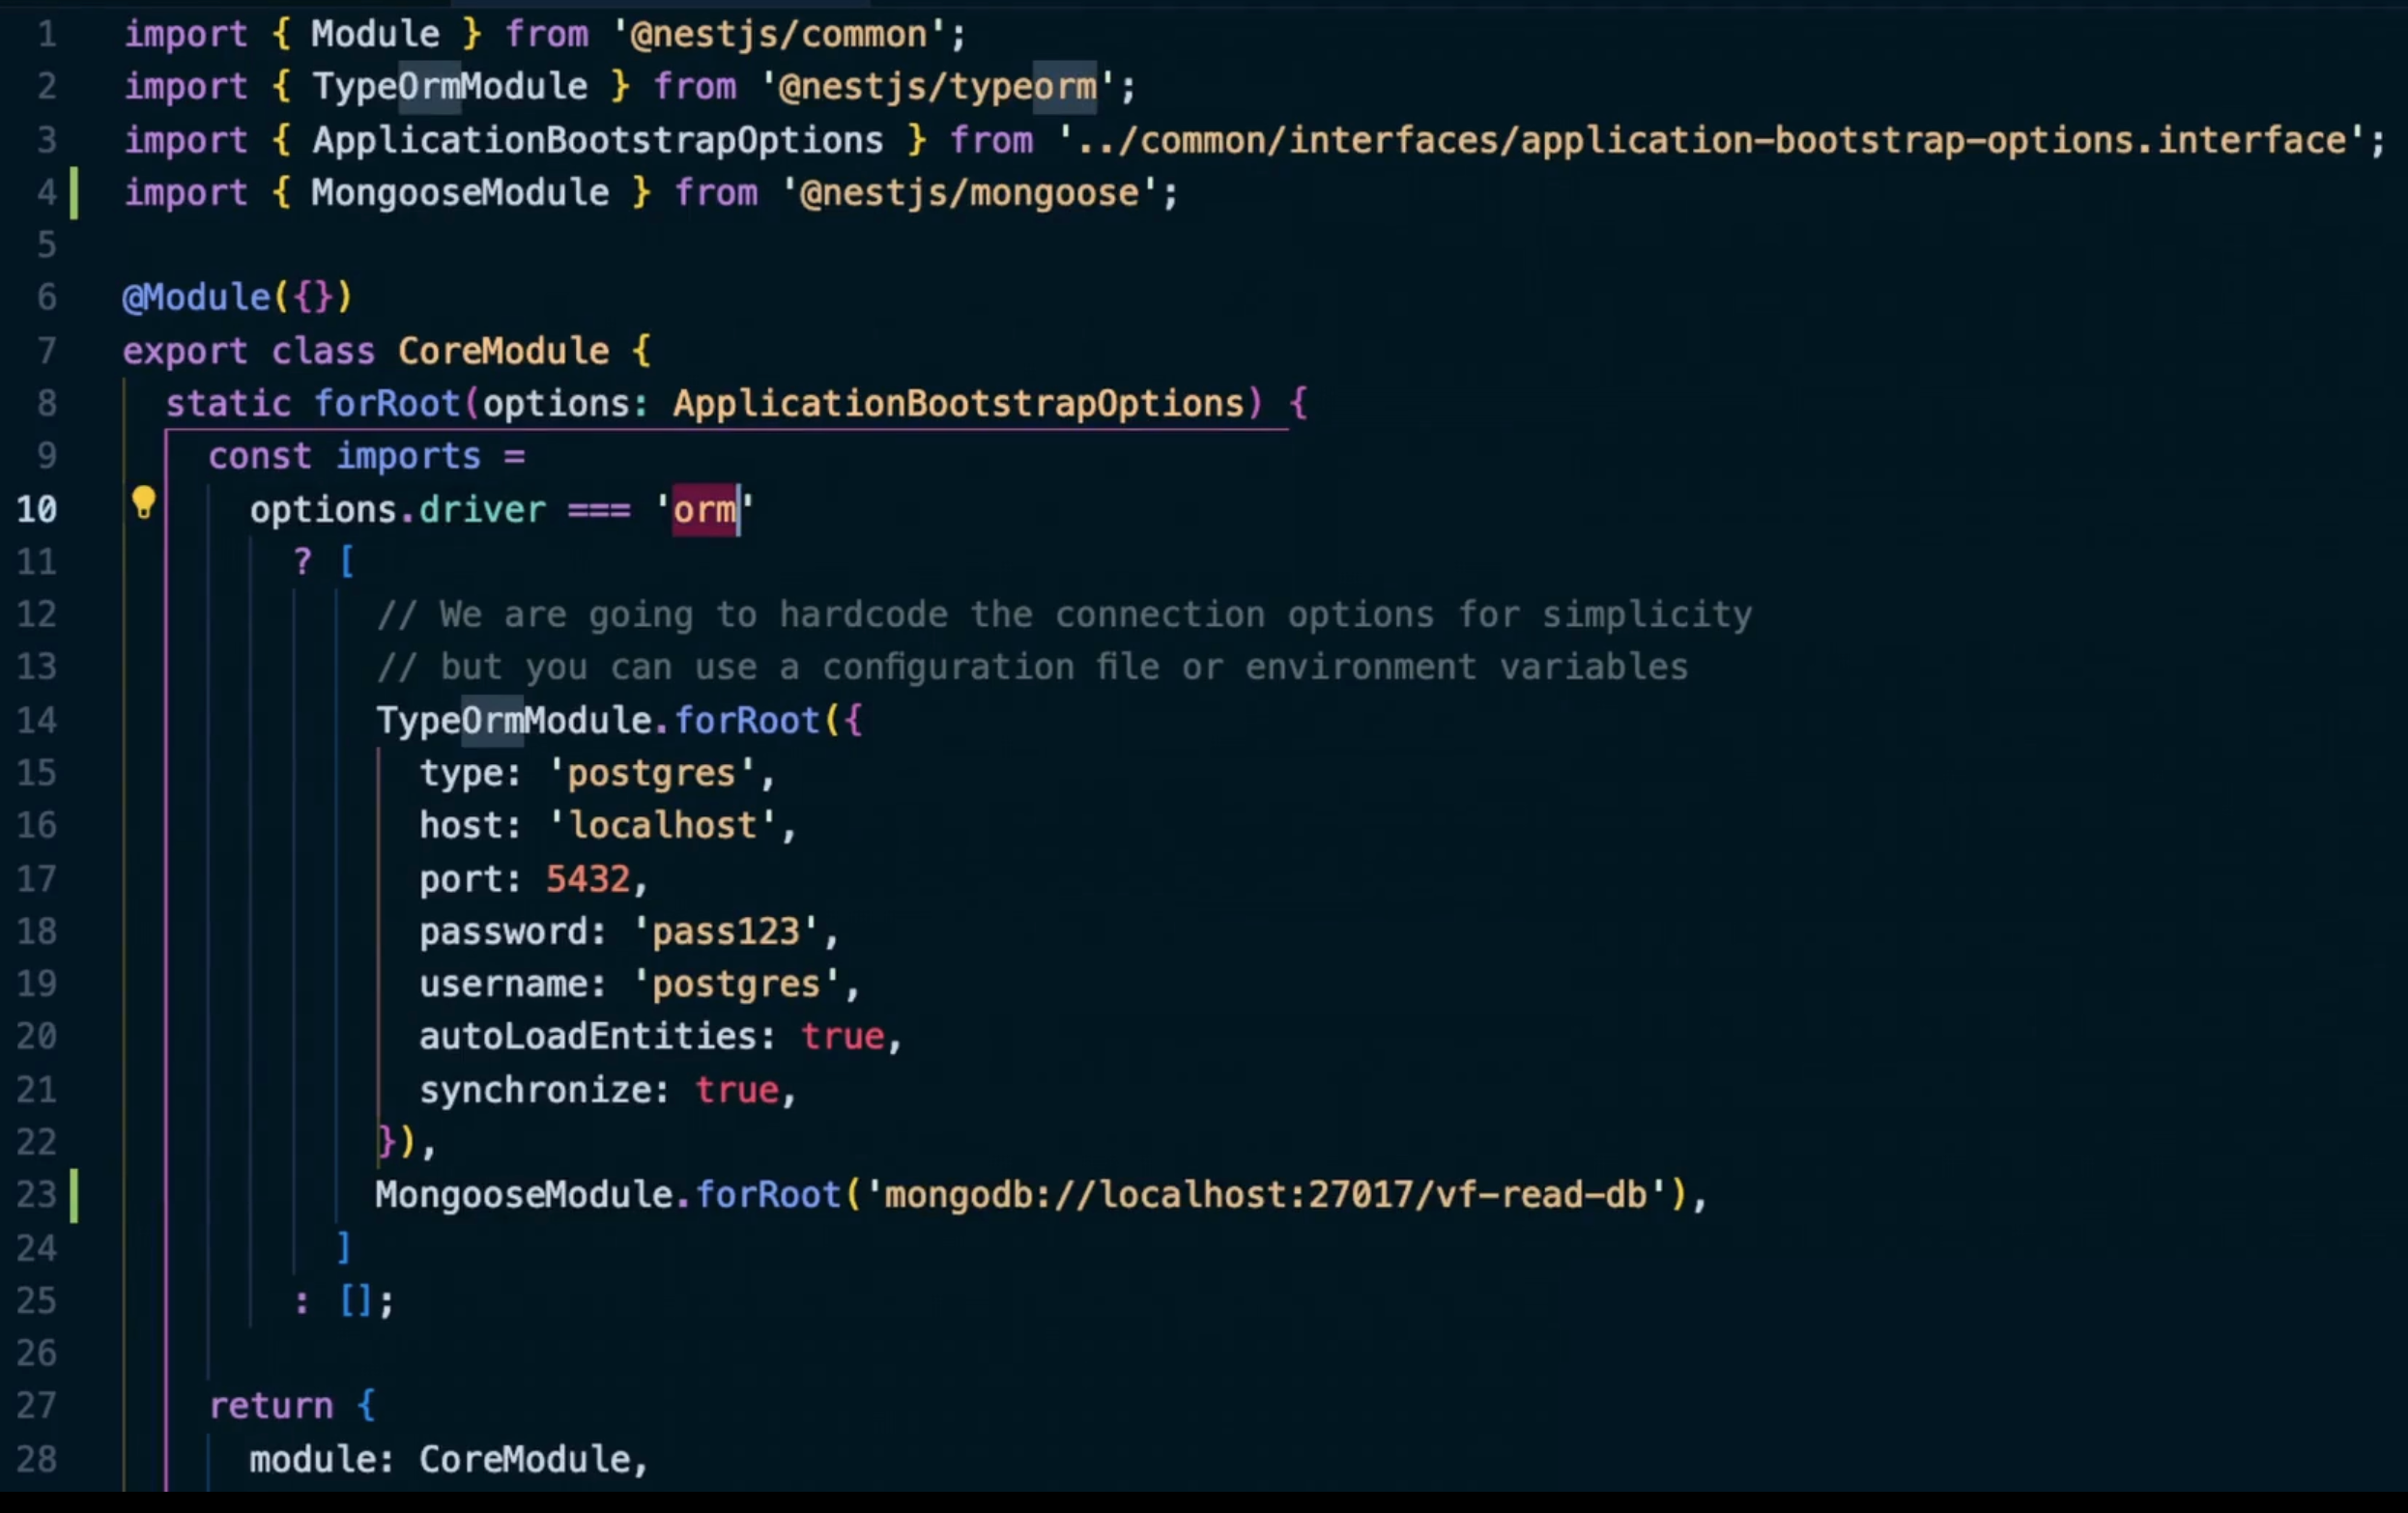 1 import { Module } from '@nestjs/common';
2 import { TypeOrmModule } from '@nestjs/typeorm';
3 import { ApplicationBootstrapOptions } from '../common/interfaces/application-bootstrap-options.interface';
4 import { MongooseModule } from '@nestjs/mongoose';
5
6 @Module({})
7 export class CoreModule {
8   static forRoot(options: ApplicationBootstrapOptions) {
9     const imports =
10       options.driver === 'orm'
11         ? [
12             // We are going to hardcode the connection options for simplicity
13             // but you can use a configuration file or environment variables
14             TypeOrmModule.forRoot({
15               type: 'postgres',
16               host: 'localhost',
17               port: 5432,
18               password: 'pass123',
19               username: 'postgres',
20               autoLoadEntities: true,
21               synchronize: true,
22             }),
23             MongooseModule.forRoot('mongodb://localhost:27017/vf-read-db'),
24           ]
25         : [];
26
27     return {
28       module: CoreModule,